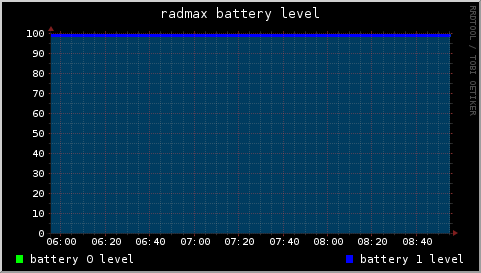 radmax battery level
RRDTOOL / TOBI OETIKER
100
90
80
70
60
50
40
30
20
10
0
06:00 06:20 06:40 07:00 07:20 07:40 08:00 08:20 08:40
battery 0 level battery 1 level